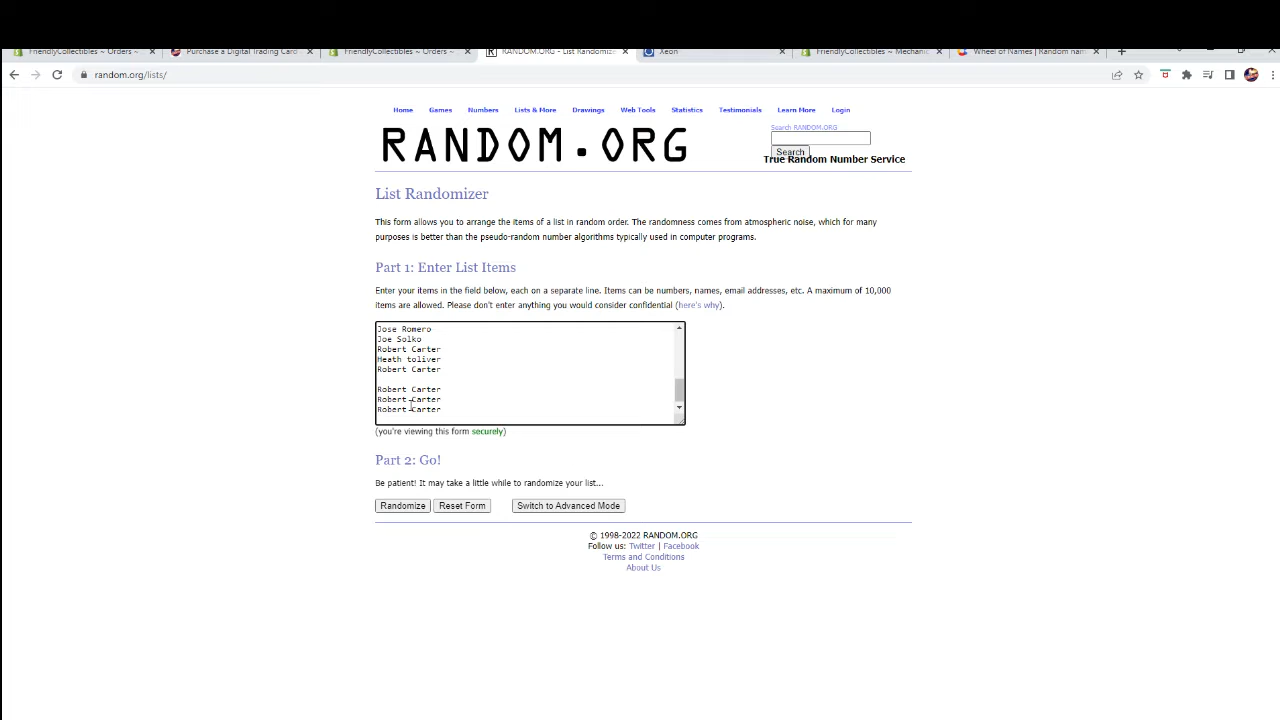 FriendlyCollectibles ~ Orders ~ Purchase a Digital Trading Card FriendlyCollectibles ~ Orders ~ RANDOM.ORG - List Randomiz Xeon FriendlyCollectibles ~ Mechani Wheel of Names | Random nam
random.org/lists/
Home Games Numbers Lists & More Drawings Web Tools Statistics Testimonials Learn More Login
Search RANDOM.ORG
RANDOM.ORG
Search
True Random Number Service
List Randomizer
This form allows you to arrange the items of a list in random order. The randomness comes from atmospheric noise, which for many
purposes is better than the pseudo-random number algorithms typically used in computer programs.
Part 1: Enter List Items
Enter your items in the field below, each on a separate line. Items can be numbers, names, email addresses, etc. A maximum of 10,000
items are allowed. Please don't enter anything you would consider confidential (here's why).
Jose Romero
Joe Solko
Robert Carter
Heath toliver
Robert Carter
Robert Carter
Robert Carter
Robert Carter
(you're viewing this form securely)
Part 2: Go!
Be patient! It may take a little while to randomize your list...
Randomize Reset Form Switch to Advanced Mode
© 1998-2022 RANDOM.ORG
Follow us: Twitter | Facebook
Terms and Conditions
About Us